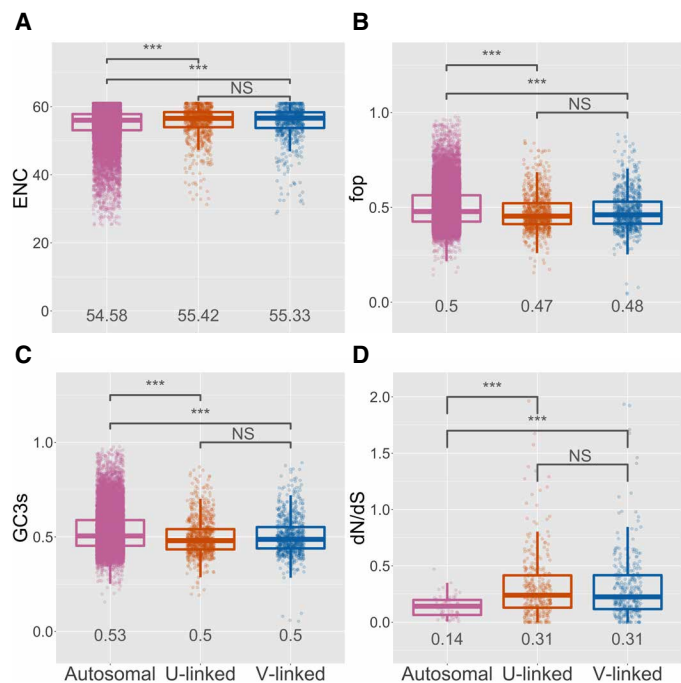 A
***
***
NS
ENC
60
40
20
0
54.58 55.42 55.33
B
***
***
NS
fop
1.0
0.5
0.0
0.5 0.47 0.48
C
***
***
NS
GC3s
1.0
0.5
0.0
0.53 0.5 0.5
Autosomal U-linked V-linked
D
***
***
NS
dN/dS
2.0
1.5
1.0
0.5
0.0
0.14 0.31 0.31
Autosomal U-linked V-linked